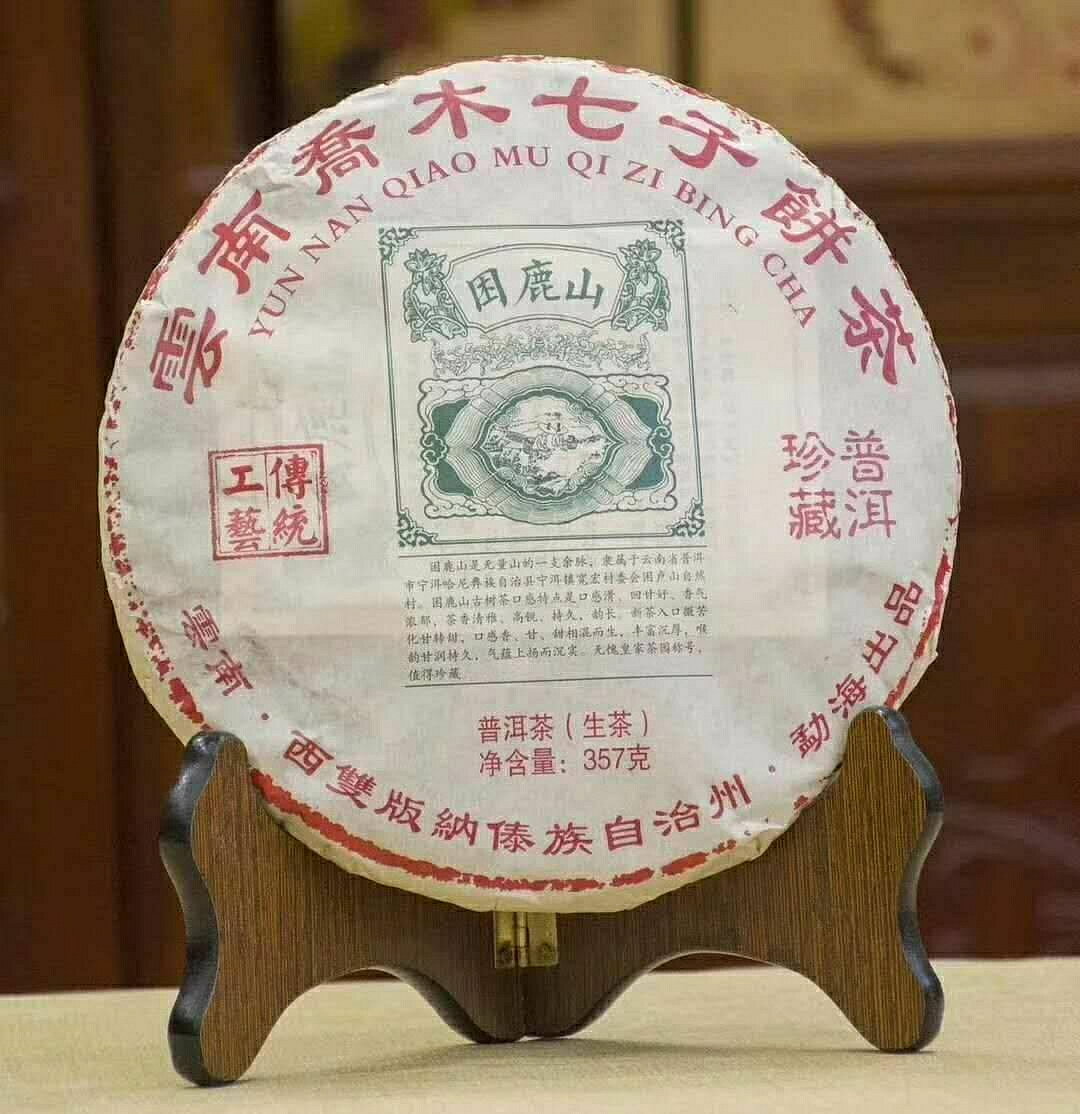 雲南喬木七子餅茶
YUN NAN QIAO MU QI ZI BING CHA
困鹿山
傳統
工藝
普洱
珍藏
困鹿山是无量山的一支余脉，隶属于云南省普洱
市宁洱哈尼彝族自治县宁洱镇宽宏村委会困卢山自然
村。困鹿山古树茶口感特点是口感滑、回甘好、香气
浓郁，茶香清雅、高锐、持久，韵长。新茶入口微苦
化甘转甜，口感香、甘、甜相混而生，丰富沉厚，喉
韵甘润持久，气蕴上扬而沉实。无愧皇家茶园称号，
值得珍藏
普洱茶（生茶）
净含量：357克
雲南·西雙版納傣族自治州·勐海出品